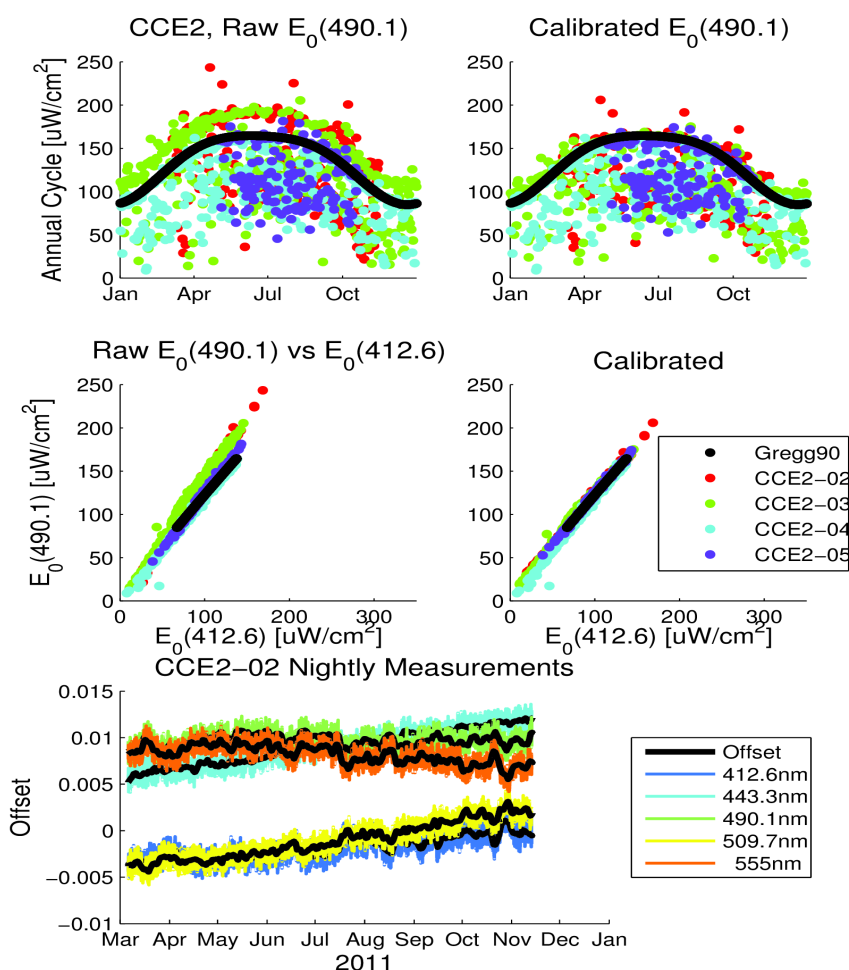 CCE2, Raw E0(490.1)
Calibrated E0(490.1)
Annual Cycle [uW/cm2]
250
200
150
100
50
0
Jan Apr Jul Oct
250
200
150
100
50
0
Jan Apr Jul Oct
Raw E0(490.1) vs E0(412.6)
Calibrated
E0(490.1) [uW/cm2]
250
200
150
100
50
0
0 100 200 300
E0(412.6) [uW/cm2]
250
200
150
100
50
0
0 100 200 300
E0(412.6) [uW/cm2]
Gregg90
CCE2−02
CCE2−03
CCE2−04
CCE2−05
CCE2−02 Nightly Measurements
Offset
0.015
0.01
0.005
0
−0.005
−0.01
Mar Apr May Jun Jul Aug Sep Oct Nov Dec Jan
2011
Offset
412.6nm
443.3nm
490.1nm
509.7nm
555nm